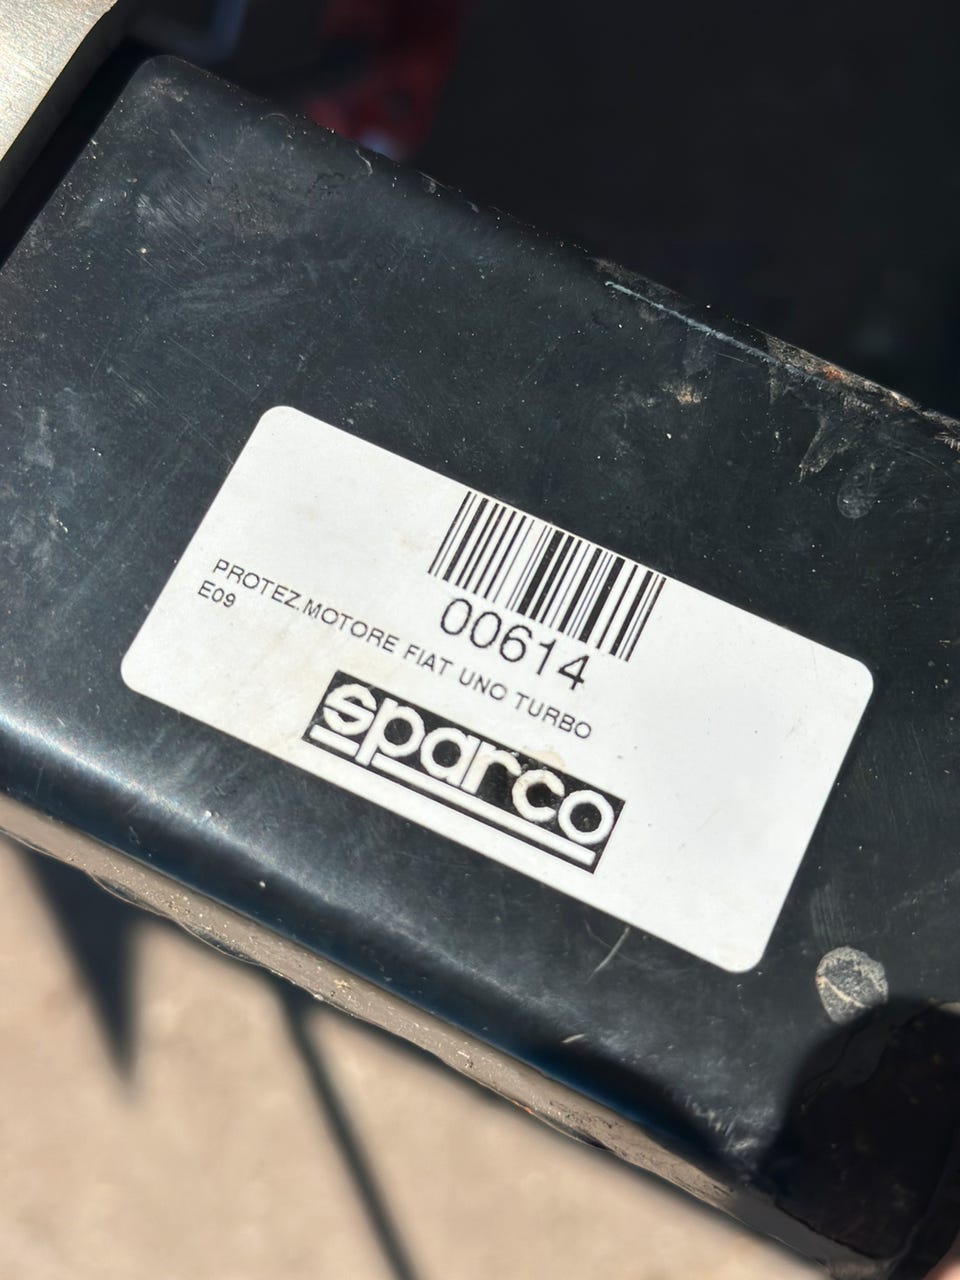 00614
PROTEZ.MOTORE FIAT UNO TURBO
E09
sparco